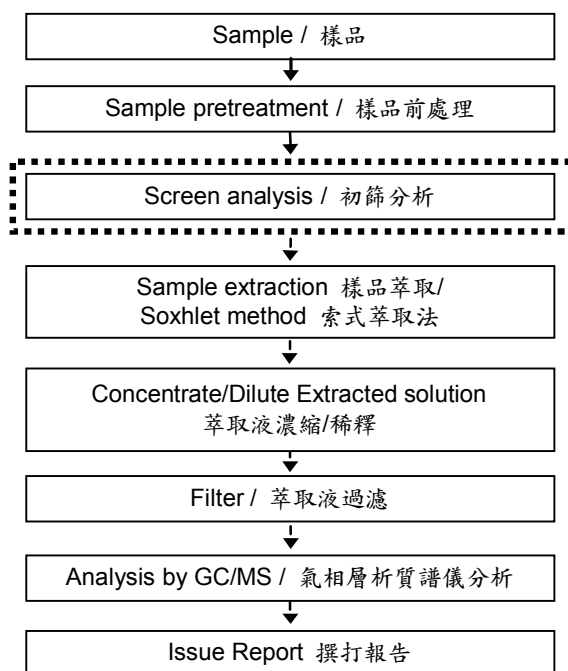 Sample / 樣品
Sample pretreatment / 樣品前處理
Screen analysis / 初篩分析
Sample extraction 樣品萃取/
Soxhlet method 索式萃取法
Concentrate/Dilute Extracted solution
萃取液濃縮/稀釋
Filter / 萃取液過濾
Analysis by GC/MS / 氣相層析質譜儀分析
Issue Report 撰打報告